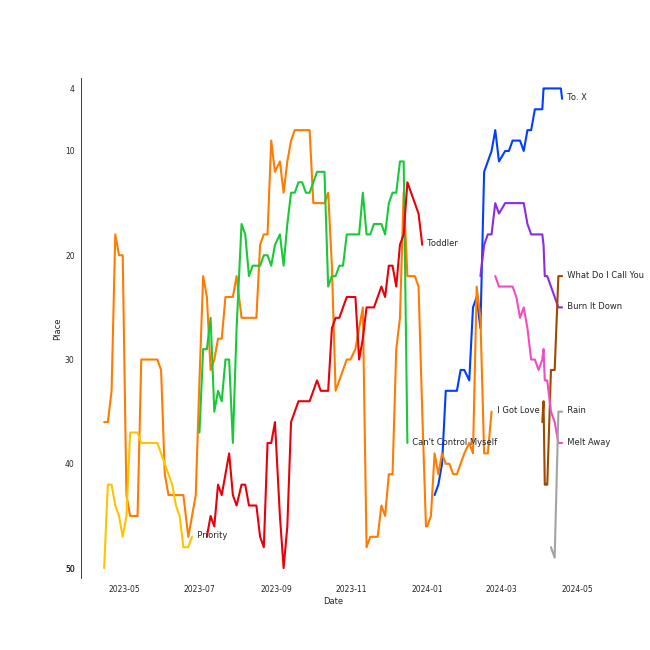 4
To. X
10
20
Toddler
What Do I Call You
Burn It Down
30
Place
I Got Love
Rain
Can't Control Myself
Melt Away
40
Priority
50
2023-05
2023-07
2023-09
2023-11
2024-01
2024-03
2024-05
Date